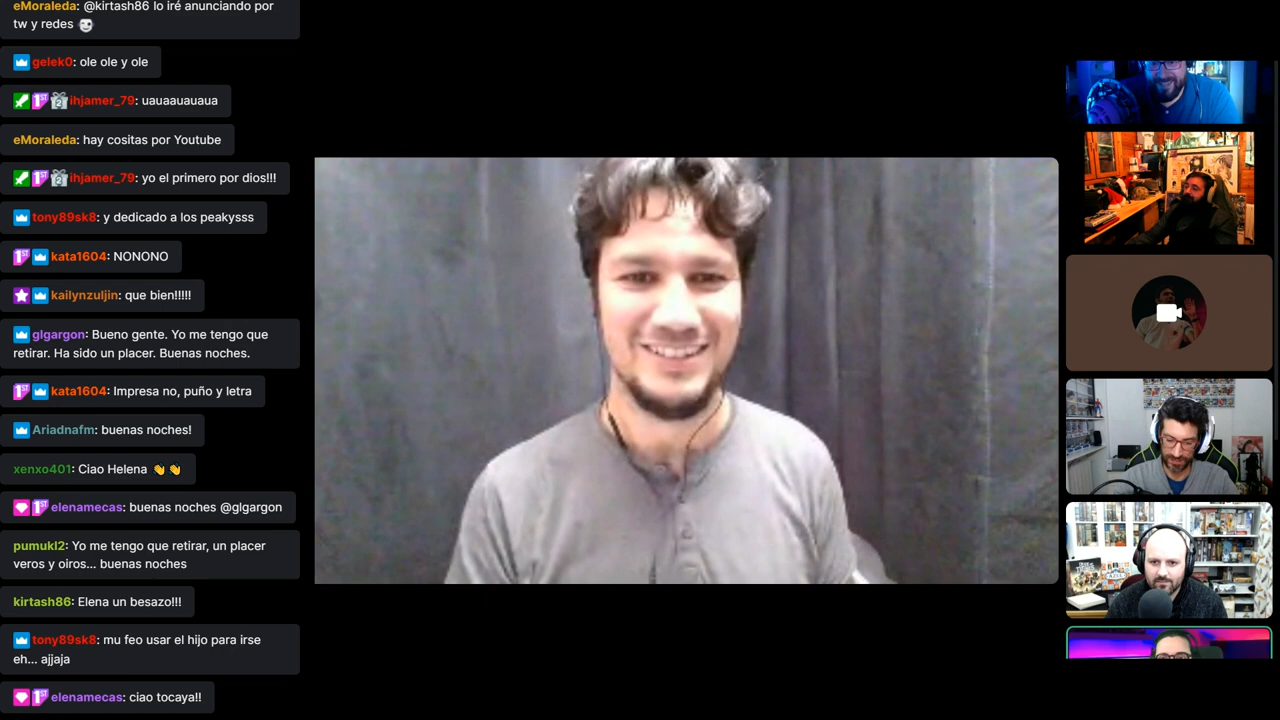 eMoraleda: @kirtash86 lo iré anunciando por
tw y redes
gelek0: ole ole y ole
ihjamer_79: uauaauauaua
eMoraleda: hay cositas por Youtube
ihjamer_79: yo el primero por dios!!!
tony89sk8: y dedicado a los peakysss
kata1604: NONONO
kailynzuljin: que bien!!!!!
glgargon: Bueno gente. Yo me tengo que
retirar. Ha sido un placer. Buenas noches.
kata1604: Impresa no, puño y letra
Ariadnafm: buenas noches!
xenxo401: Ciao Helena 👋 👋
elenamecas: buenas noches @glgargon
pumukl2: Yo me tengo que retirar, un placer
veros y oiros... buenas noches
kirtash86: Elena un besazo!!!
tony89sk8: mu feo usar el hijo para irse
eh... ajjaja
elenamecas: ciao tocaya!!